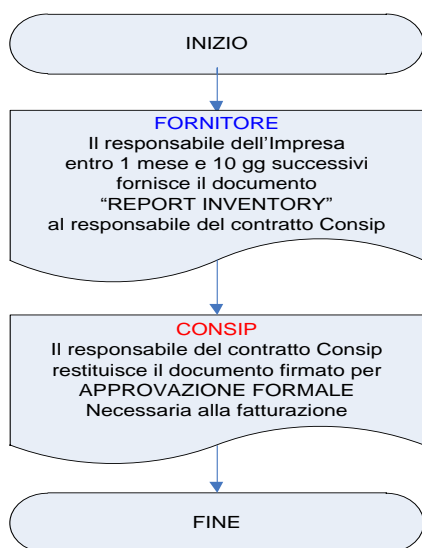 INIZIO
FORNITORE
Il responsabile dell'Impresa
entro 1 mese e 10 gg successivi
fornisce il documento
“REPORT INVENTORY”
al responsabile del contratto Consip
CONSIP
Il responsabile del contratto Consip
restituisce il documento firmato per
APPROVAZIONE FORMALE
Necessaria alla fatturazione
FINE